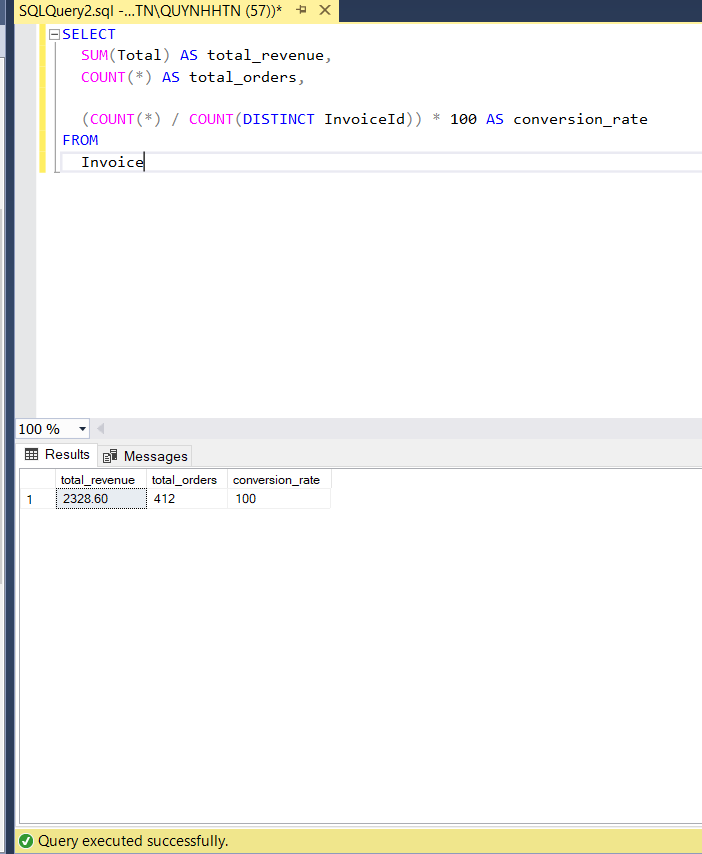 SQLQuery2.sql -...TN\QUYNHHTN (57))*
SELECT
SUM(Total) AS total_revenue,
COUNT(*) AS total_orders,
(COUNT(*) / COUNT(DISTINCT InvoiceId)) * 100 AS conversion_rate
FROM
Invoice
100 %
Results Messages
total_revenue total_orders conversion_rate
1 2328.60 412 100
Query executed successfully.